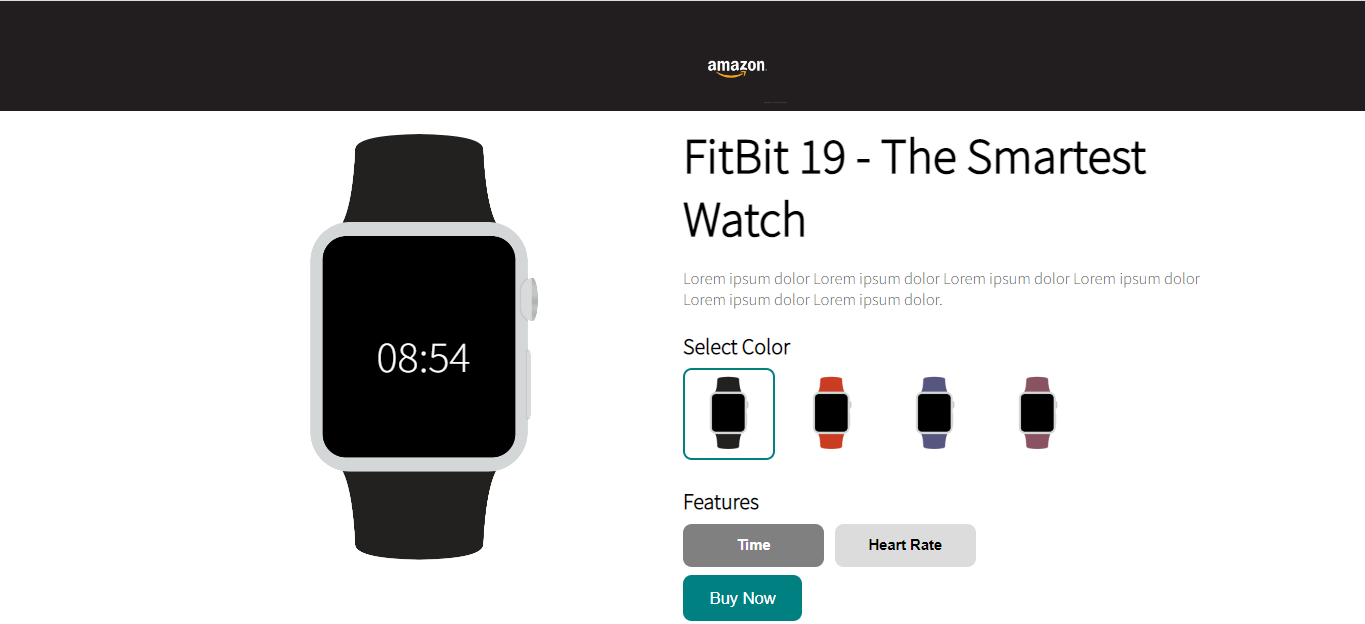 amazon
FitBit 19 - The Smartest
Watch
Lorem ipsum dolor Lorem ipsum dolor Lorem ipsum dolor Lorem ipsum dolor
Lorem ipsum dolor Lorem ipsum dolor.
08:54
Select Color
Features
Time Heart Rate
Buy Now